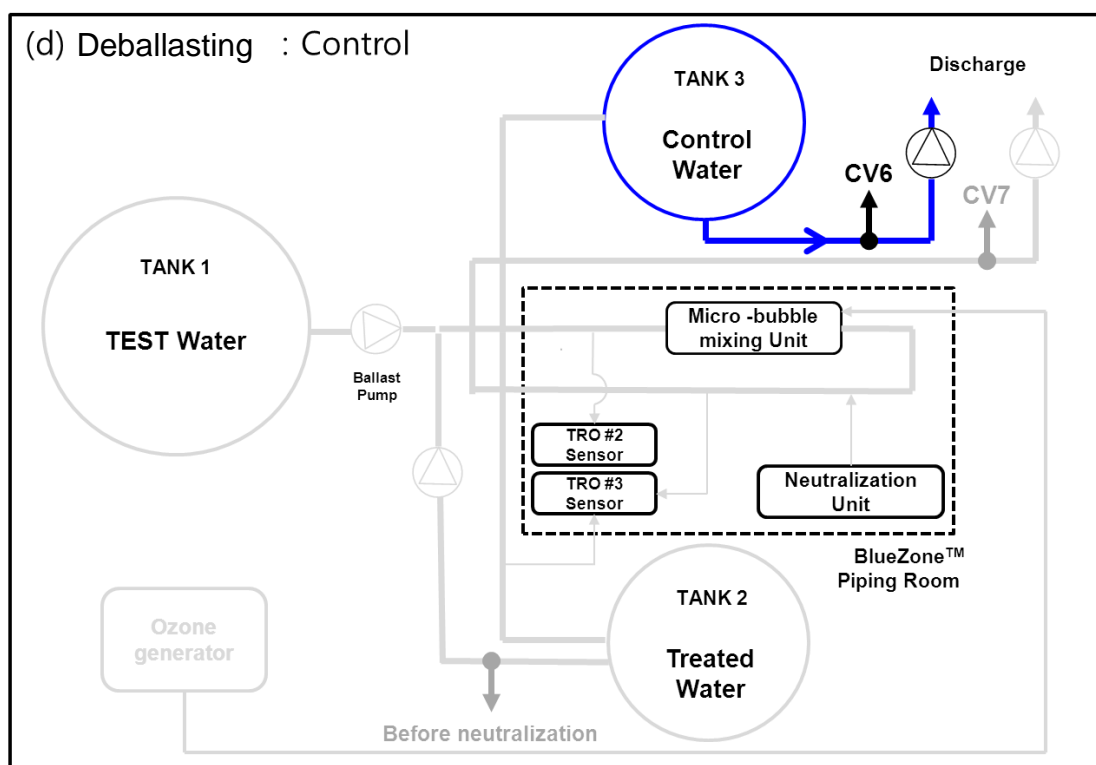 (d) Deballasting : Control
TANK 3
Control
Water
Discharge
CV6
CV7
TANK 1
TEST Water
Ballast
Pump
Micro -bubble
mixing Unit
TRO #2
Sensor
TRO #3
Sensor
Neutralization
Unit
BlueZone™
Piping Room
TANK 2
Treated
Water
Ozone
generator
Before neutralization